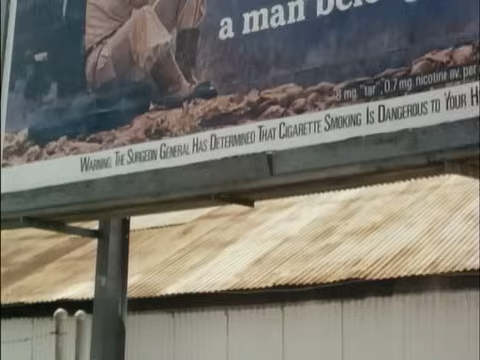 a man
mg "tar", 0.7 mg. nicotine av. per
Warning: The Surgeon General Has Determined That Cigarette Smoking Is Dangerous to Your